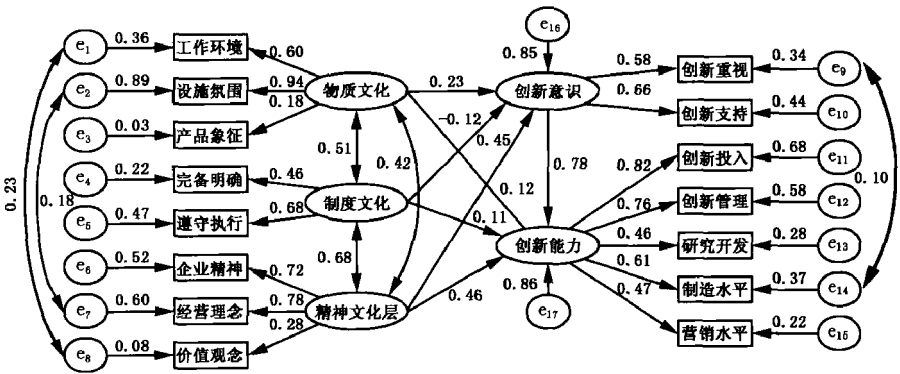 e16
e1 0.36 工作环境 0.60 0.85 0.58 创新重视 0.34 e9
e2 0.89 设施氛围 0.94 物质文化 0.23 创新意识 0.66
0.18 -0.12 创新支持 0.44 e10
e3 0.03 产品象征 0.45
0.51 0.42 0.78 0.82 创新投入 0.68 e11
e4 0.22 完备明确 0.46 0.12 0.10
0.23 0.18 0.76 创新管理 0.58 e12
e5 0.47 遵守执行 0.68 制度文化 0.11
创新能力 0.46 研究开发 0.28 e13
e6 0.52 企业精神 0.72 0.68 0.61
0.46 0.86 0.47 制造水平 0.37 e14
e7 0.60 经营理念 0.78 精神文化层 e17
0.28 营销水平 0.22 e15
e8 0.08 价值观念